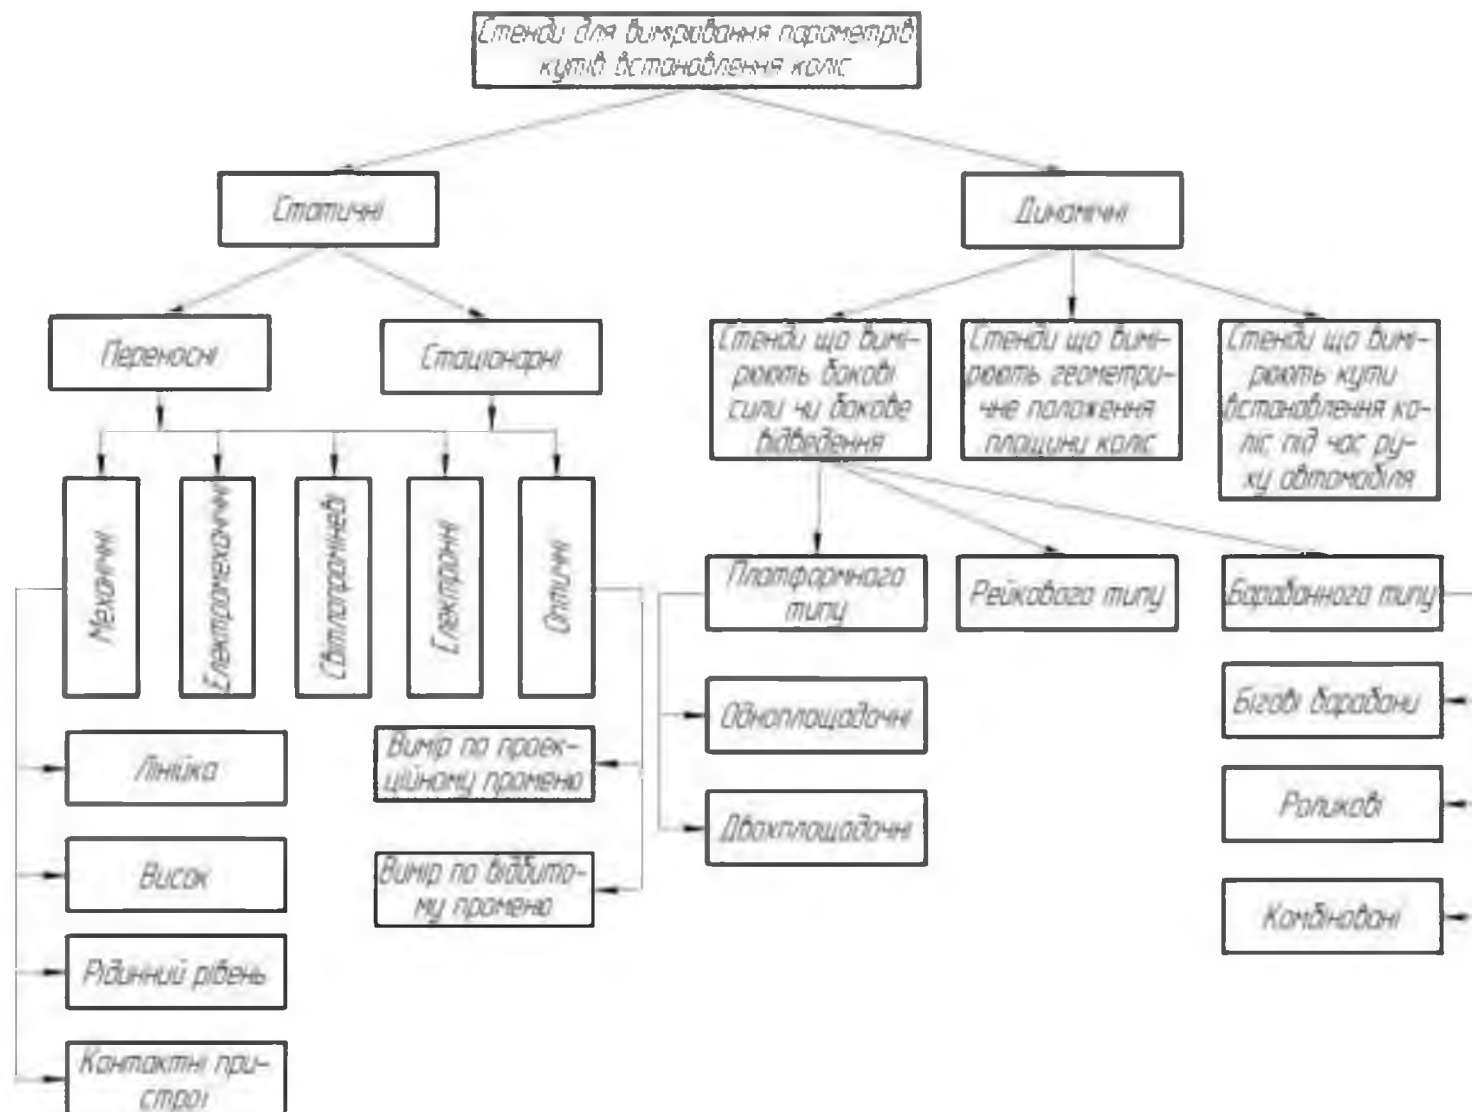 Стенди для вимірювання параметрів
кутів встановлення коліс
Статичні
Динамічні
Переносні
Стаціонарні
Стенди що вимі-
рюють бокові
сили чи бокове
відведення
Стенди що вимі-
рюють геометри-
чне положення
площини коліс
Стенди що вимі-
рюють кути
встановлення ко-
ліс під час ру-
ху автомобіля
Механічні
Електромеханічні
Світлопроміневі
Електронні
Оптичні
Платформного
типу
Рейкового типу
Барабанного типу
Одноплощадочні
Двохплощадочні
Бігові барабани
Роликові
Комбіновані
Лінійка
Висок
Рідинний рівень
Контактні при-
строї
Вимір по проек-
ційному променю
Вимір по відбито-
му променю